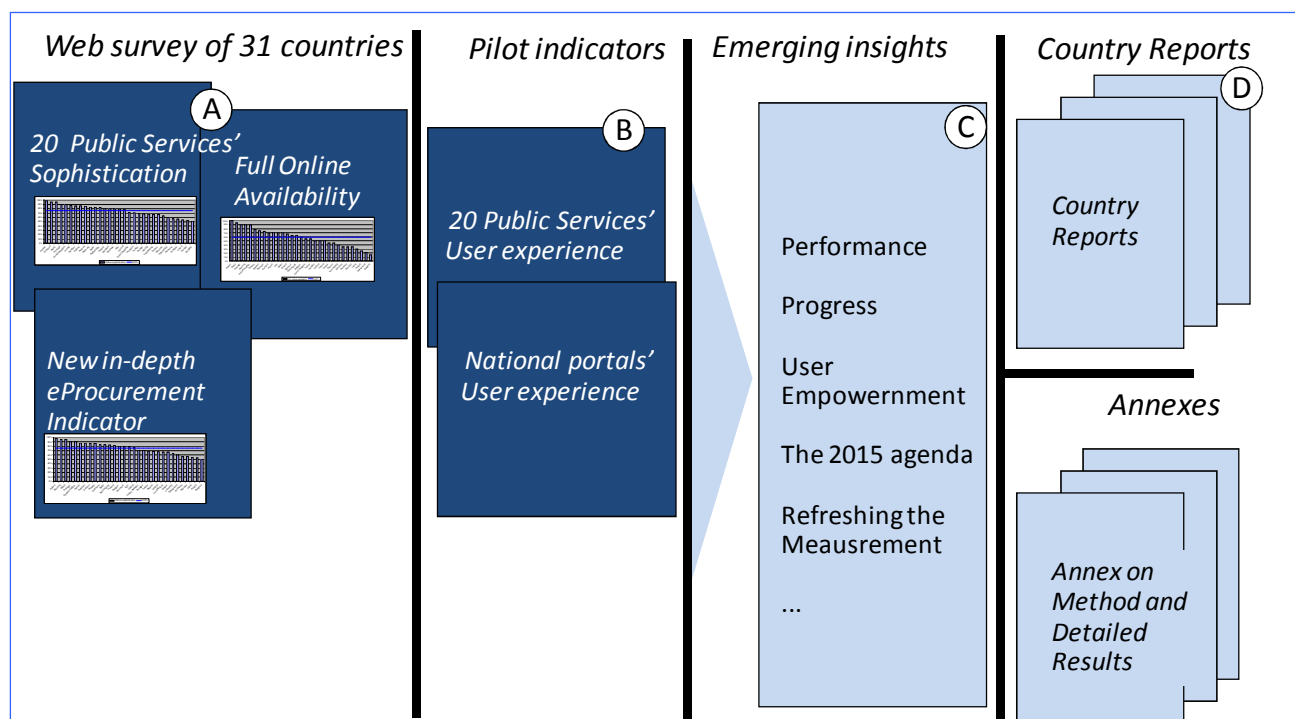 Web survey of 31 countries
A
20 Public Services’
Sophistication
Full Online
Availability
New in-depth
eProcurement
Indicator
Pilot indicators
B
20 Public Services’
User experience
National portals’
User experience
Emerging insights
C
Performance
Progress
User
Empowernment
The 2015 agenda
Refreshing the
Meausrement
...
Country Reports
D
Country
Reports
Annexes
Annex on
Method and
Detailed
Results